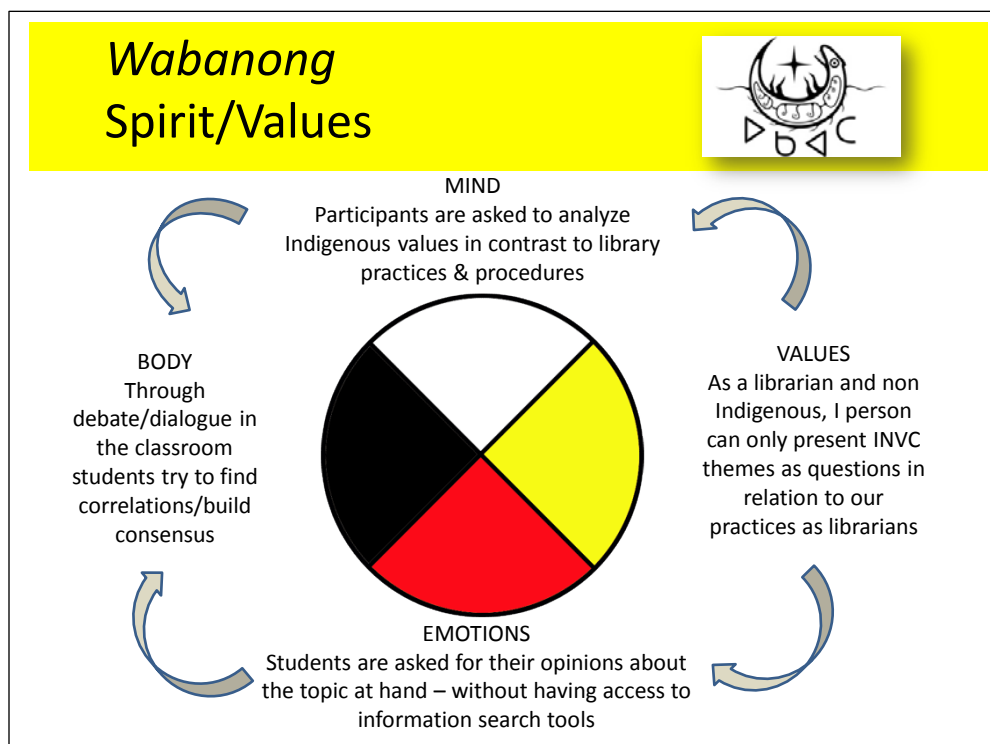 Wabanong
Spirit/Values
ᐅ ᑲ ᐊ ᑕ
MIND
Participants are asked to analyze
Indigenous values in contrast to library
practices & procedures
BODY
Through
debate/dialogue in
the classroom
students try to find
correlations/build
consensus
VALUES
As a librarian and non
Indigenous, I person
can only present INVC
themes as questions in
relation to our
practices as librarians
EMOTIONS
Students are asked for their opinions about
the topic at hand – without having access to
information search tools